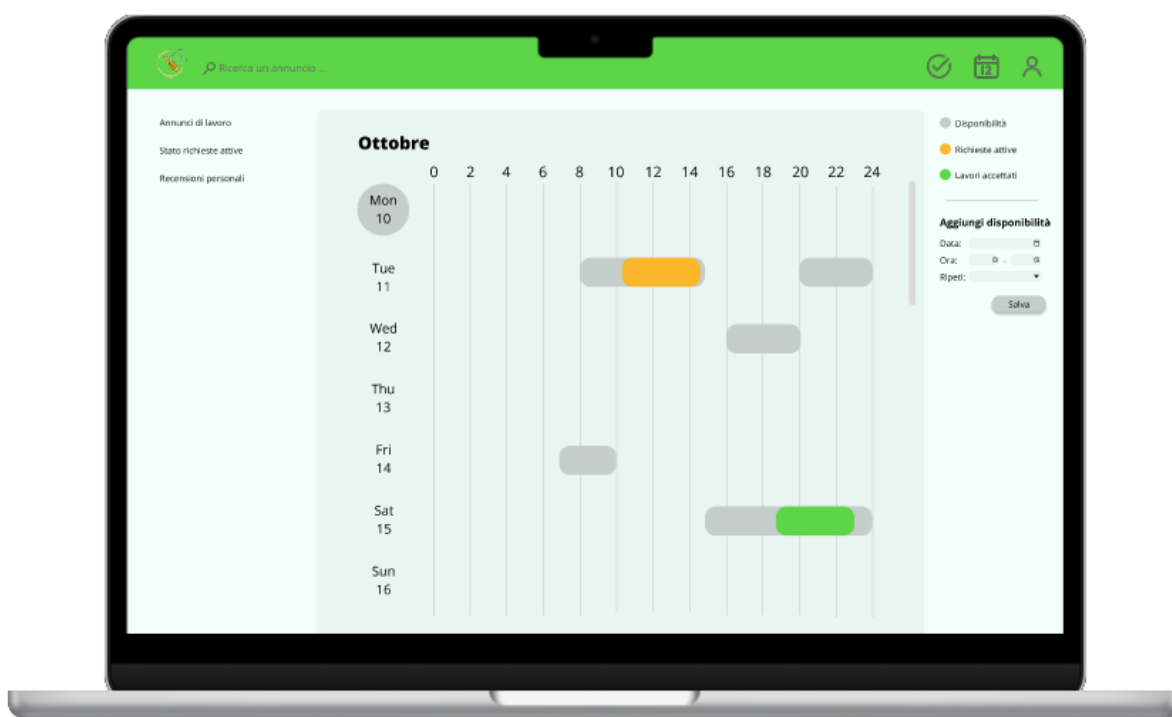 Ricerca un annuncio ...
12
Annunci di lavoro
Stato richieste attive
Recensioni personali
Ottobre
0 2 4 6 8 10 12 14 16 18 20 22 24
Mon
10
Tue
11
Wed
12
Thu
13
Fri
14
Sat
15
Sun
16
Disponibilità
Richieste attive
Lavori accettati
Aggiungi disponibilità
Data:
Ora: -
Ripeti:
Salva